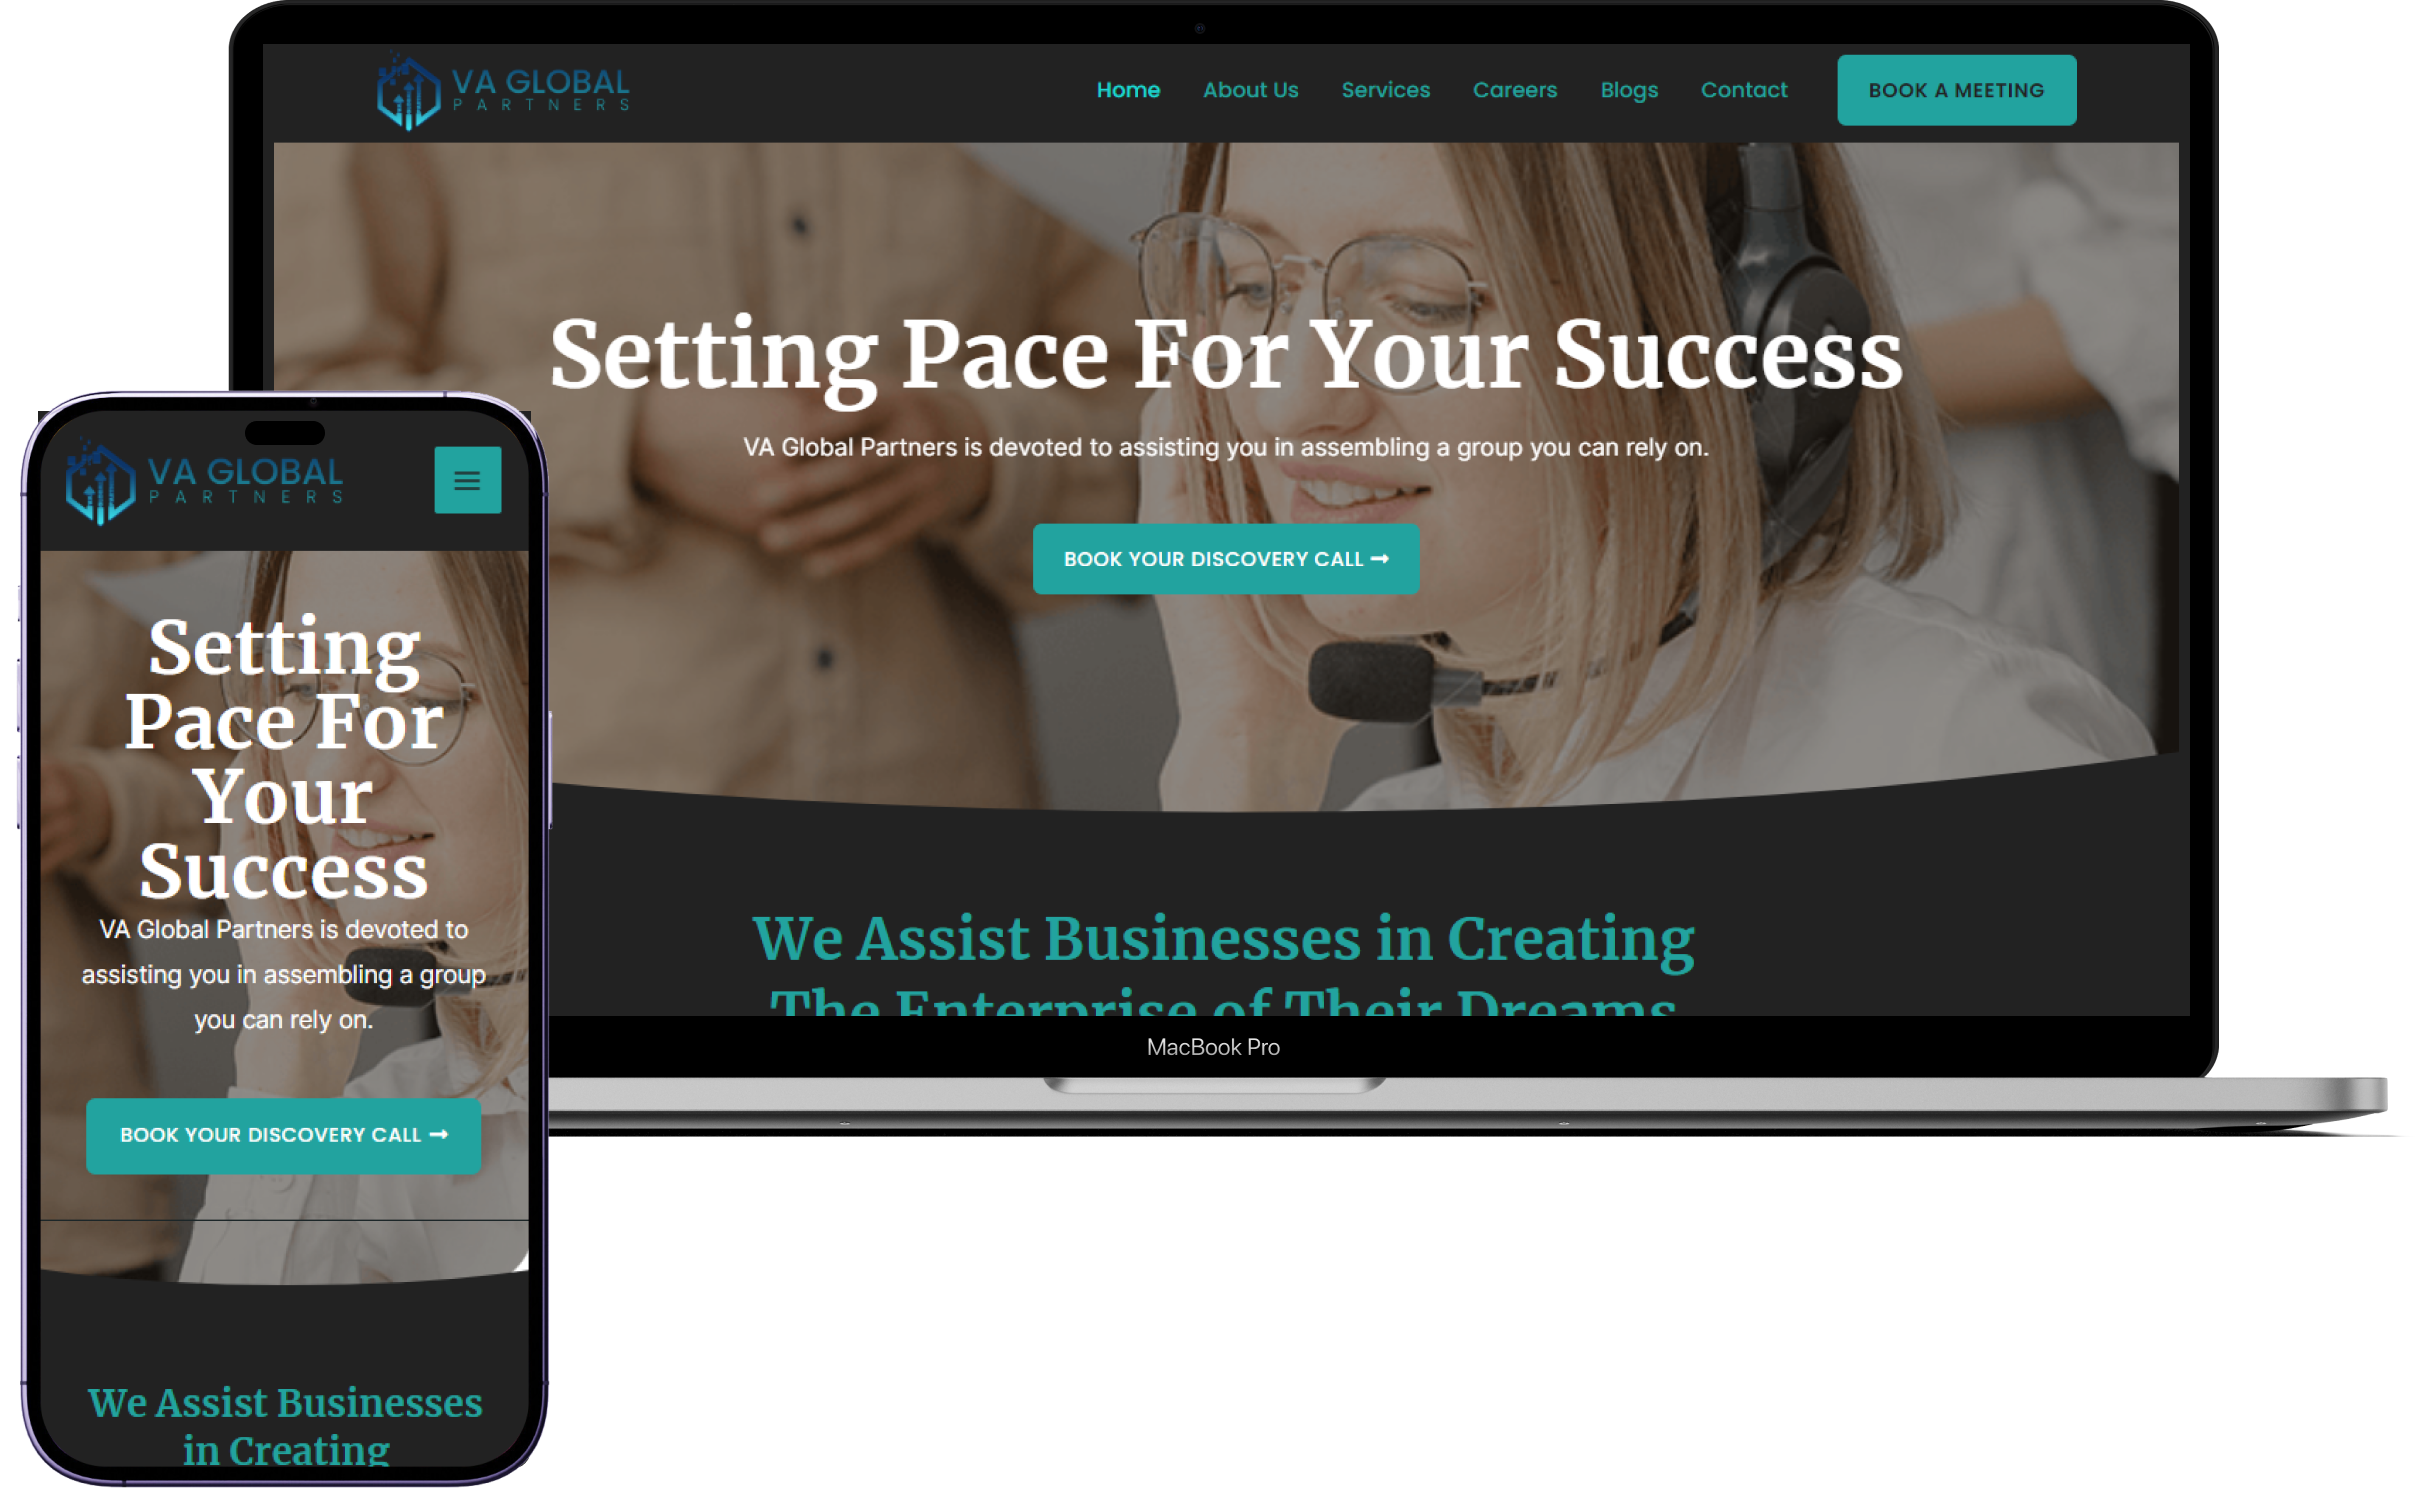 VA GLOBAL
PARTNERS
Home About Us Services Careers Blogs Contact BOOK A MEETING
Setting Pace For Your Success
VA Global Partners is devoted to assisting you in assembling a group you can rely on.
BOOK YOUR DISCOVERY CALL →
We Assist Businesses in Creating
The Enterprise of Their Dreams
MacBook Pro
VA GLOBAL
PARTNERS
Setting
Pace For
Your
Success
VA Global Partners is devoted to
assisting you in assembling a group
you can rely on.
BOOK YOUR DISCOVERY CALL →
We Assist Businesses
in Creating